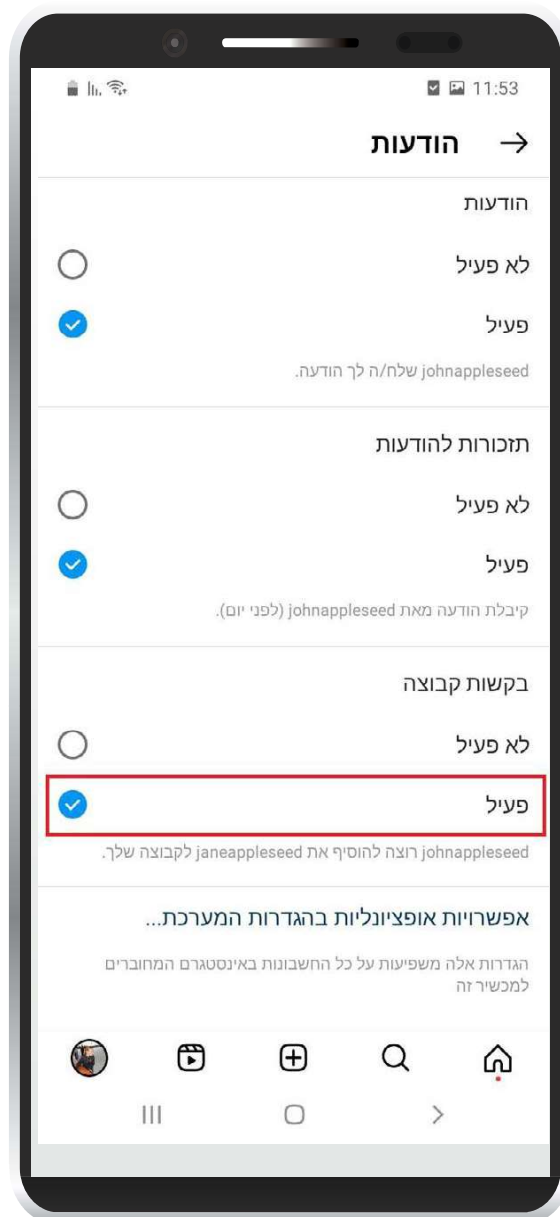 11:53
הודעות
הודעות
לא פעיל
פעיל
johnappleseed שלח/ה לך הודעה.
תזכורות להודעות
לא פעיל
פעיל
קיבלת הודעה מאת johnappleseed (לפני יום).
בקשות קבוצה
לא פעיל
פעיל
johnappleseed רוצה להוסיף את janeappleseed לקבוצה שלך.
אפשרויות אופציונליות בהגדרות המערכת...
הגדרות אלה משפיעות על כל החשבונות באינסטגרם המחוברים
למכשיר זה